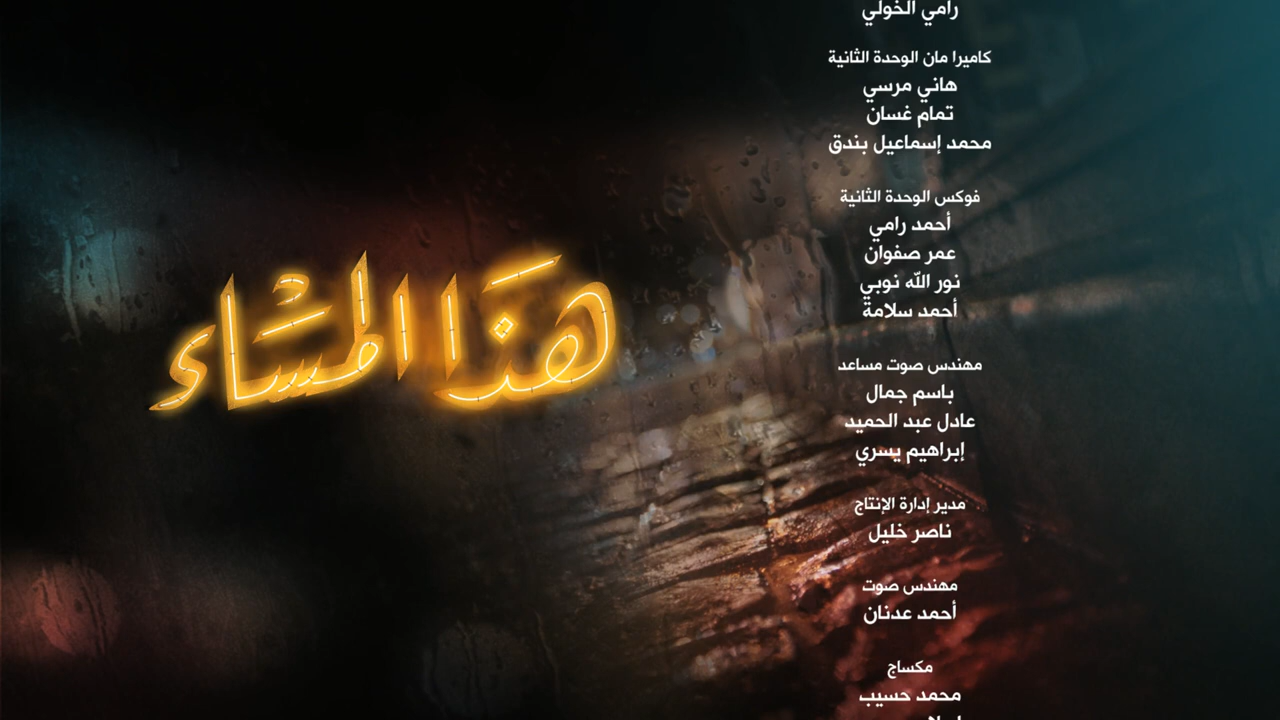 هَذَا المْسَاء
رامي الخولي
كاميرا مان الوحدة الثانية
هاني مرسي
تمام غسان
محمد إسماعيل بندق
فوكس الوحدة الثانية
أحمد رامي
عمر صفوان
نور الله نوبي
أحمد سلامة
مهندس صوت مساعد
باسم جمال
عادل عبد الحميد
إبراهيم يسري
مدير إدارة الإنتاج
ناصر خليل
مهندس صوت
أحمد عدنان
مكساج
محمد حسيب